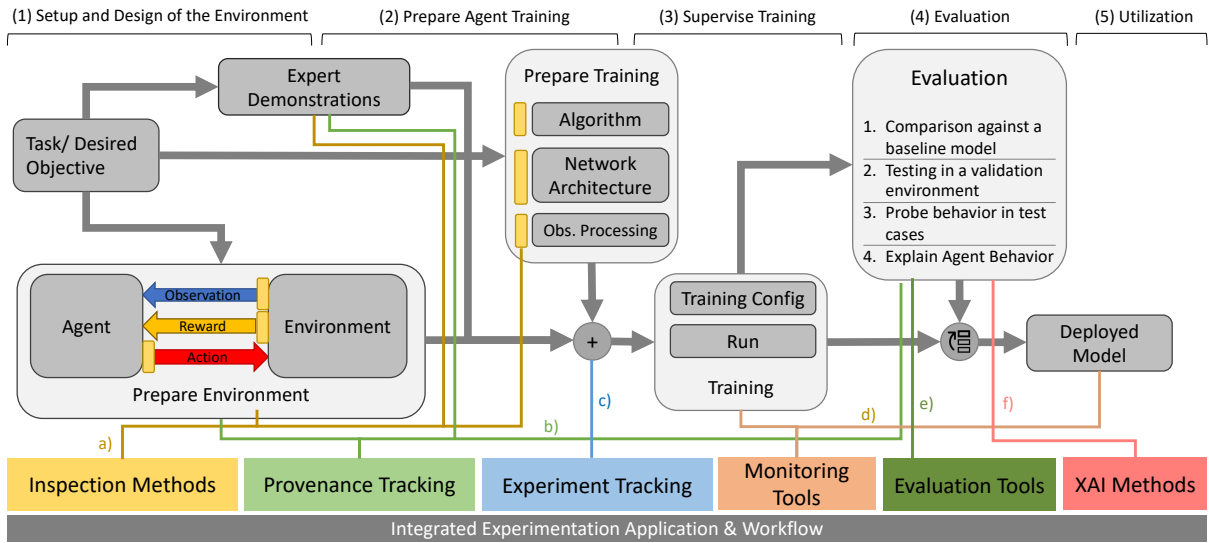 (1) Setup and Design of the Environment
(2) Prepare Agent Training
(3) Supervise Training
(4) Evaluation
(5) Utilization
Expert
Demonstrations
Task/ Desired
Objective
Prepare Training
Algorithm
Network
Architecture
Obs. Processing
Evaluation
1. Comparison against a
baseline model
2. Testing in a validation
environment
3. Probe behavior in test
cases
4. Explain Agent Behavior
Agent
Observation
Reward
Action
Environment
Prepare Environment
+
Training Config
Run
Training
Deployed
Model
a)
b)
c)
d)
e)
f)
Inspection Methods
Provenance Tracking
Experiment Tracking
Monitoring
Tools
Evaluation Tools
XAI Methods
Integrated Experimentation Application & Workflow